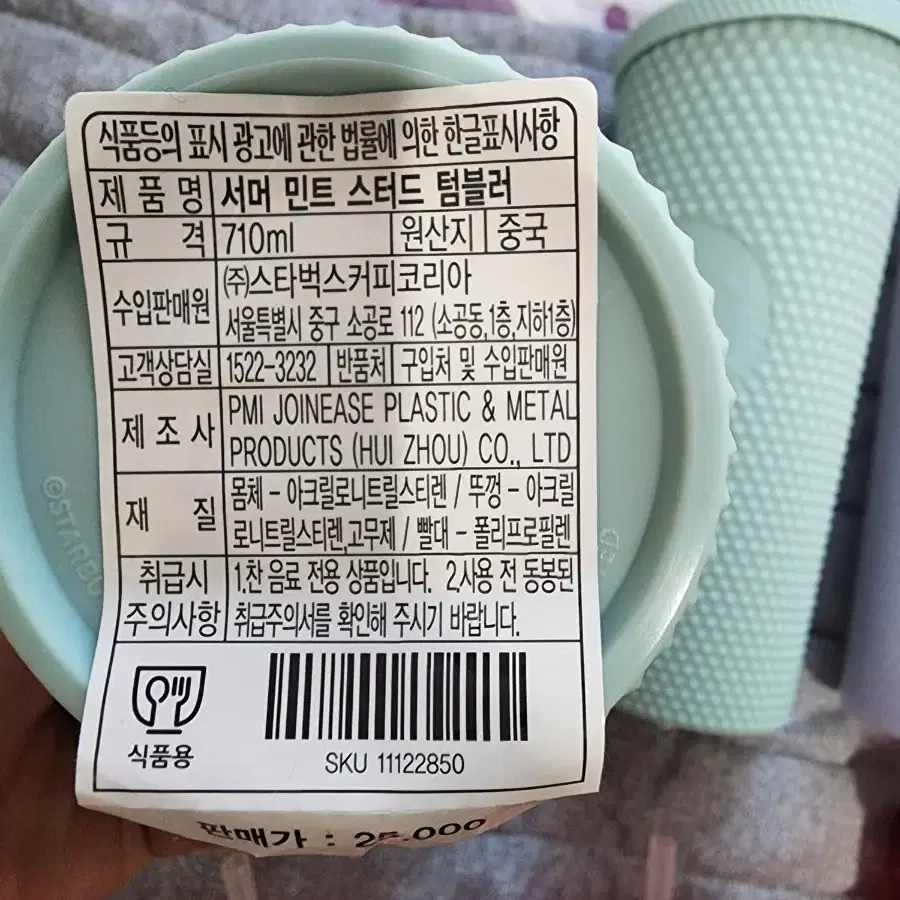 식품등의 표시 광고에 관한 법률에 의한 한글표시사항
제 품 명 서머 민트 스터드 텀블러
규 격 710ml 원산지 중국
수입판매원 (주)스타벅스커피코리아
서울특별시 중구 소공로 112 (소공동,1층,지하1층)
고객상담실 1522-3232 반품처 구입처 및 수입판매원
제 조 사 PMI JOINEASE PLASTIC & METAL
PRODUCTS (HUI ZHOU) CO., LTD
재 질 몸체 - 아크릴로니트릴스티렌 / 뚜껑 - 아크릴
로니트릴스티렌,고무제 / 빨대 - 폴리프로필렌
취급시 1.찬 음료 전용 상품입니다. 2.사용 전 동봉된
주의사항 취급주의서를 확인해 주시기 바랍니다.
식품용
SKU 11122850
판매가 : 25,000
©STARBU